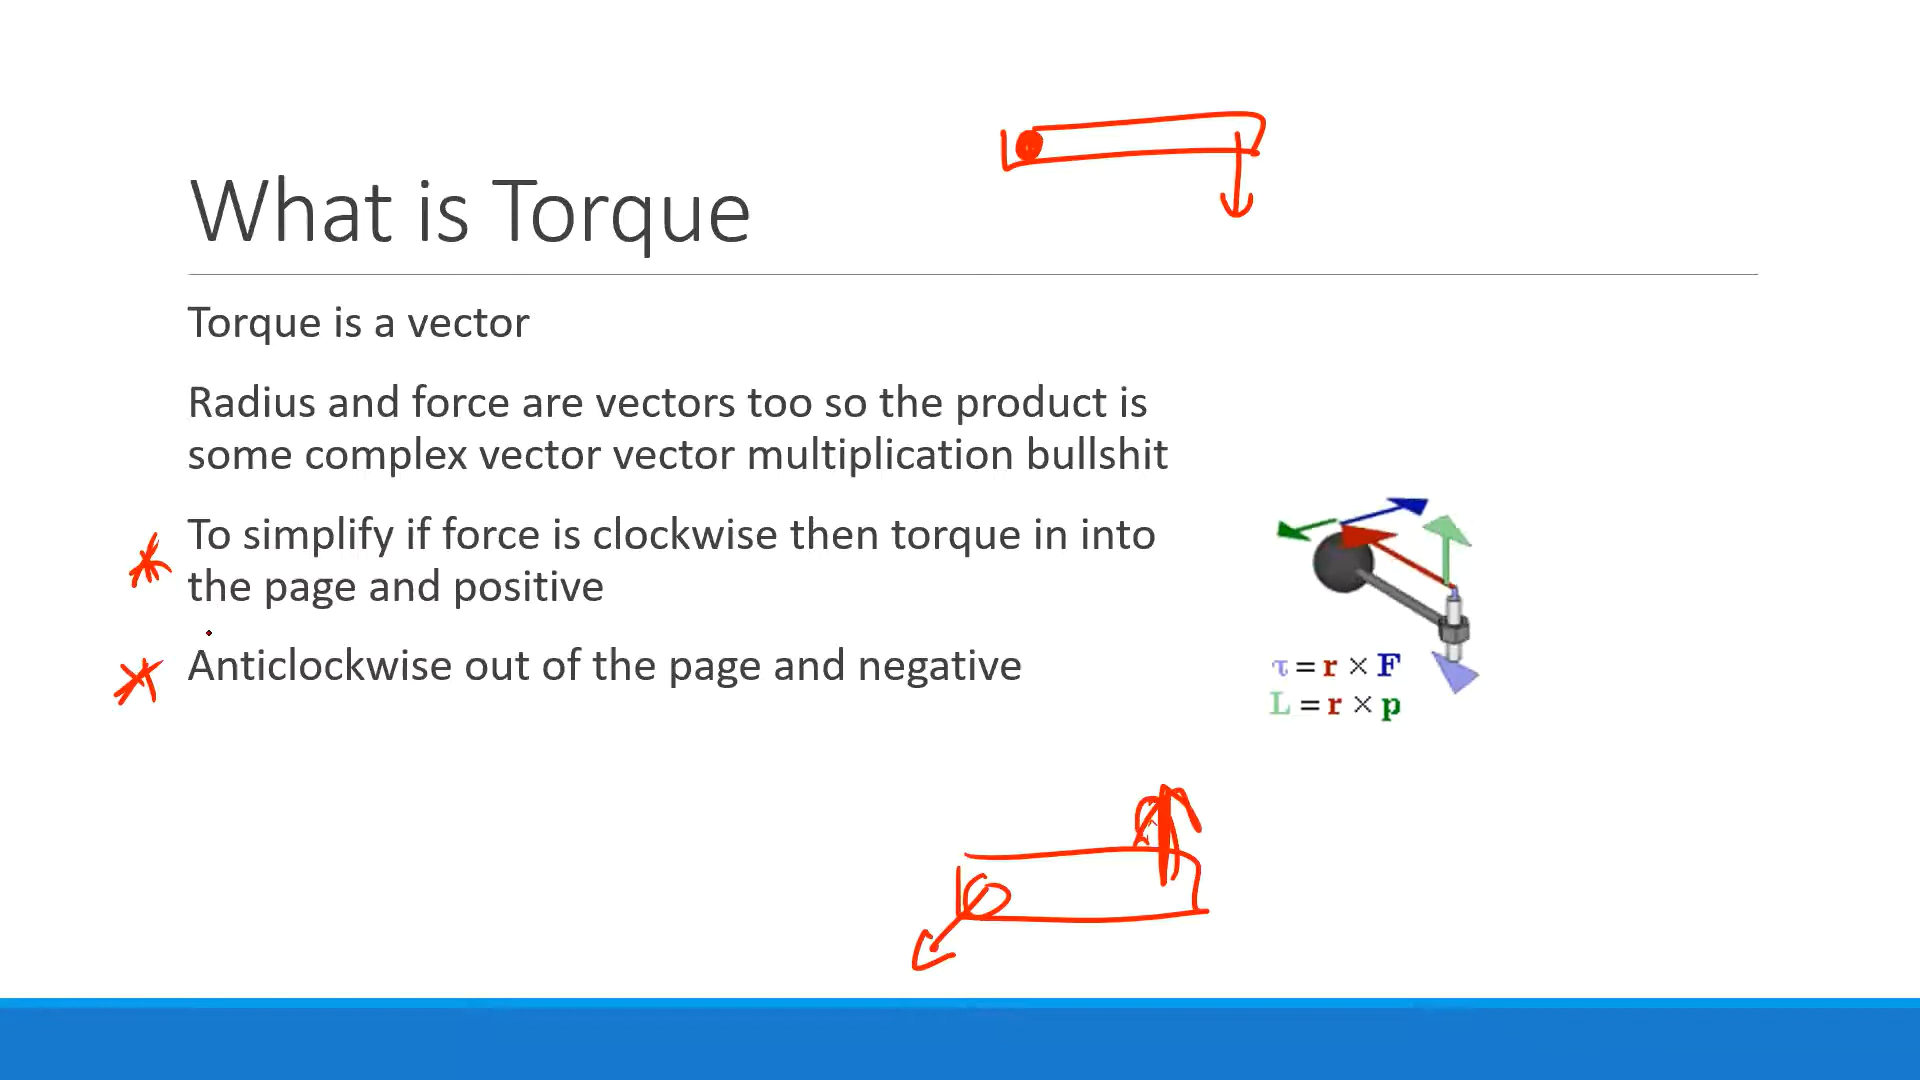 What is Torque
Torque is a vector
Radius and force are vectors too so the product is
some complex vector vector multiplication bullshit
To simplify if force is clockwise then torque in into
the page and positive
Anticlockwise out of the page and negative
τ = r × F
L = r × p